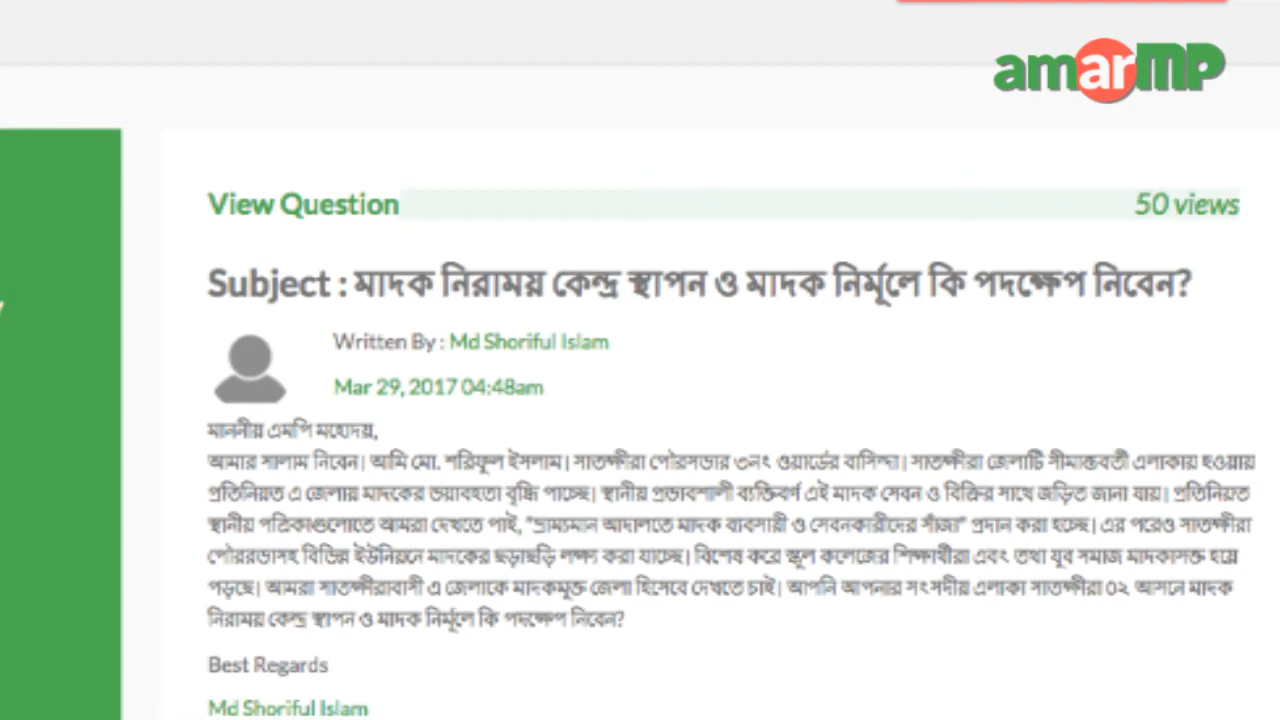 amarMP
View Question 50 views
Subject : মাদক নিরাময় কেন্দ্র স্থাপন ও মাদক নির্মূলে কি পদক্ষেপ নিবেন?
Written By : Md Shoriful Islam
Mar 29, 2017 04:48am
মাননীয় এমপি মহোদয়,
আমার সালাম নিবেন। আমি মো. শরিফুল ইসলাম। সাতক্ষীরা পৌরসভার ৩নং ওয়ার্ডের বাসিন্দা। সাতক্ষীরা জেলাটি সীমান্তবর্তী এলাকায় হওয়ায়
প্রতিনিয়ত এ জেলায় মাদকের ভয়াবহতা বৃদ্ধি পাচ্ছে। স্থানীয় প্রভাবশালী ব্যক্তিবর্গ এই মাদক সেবন ও বিক্রির সাথে জড়িত জানা যায়। প্রতিনিয়ত
স্থানীয় পত্রিকাগুলোতে আমরা দেখতে পাই, "ভ্রাম্যমান আদালতে মাদক ব্যবসায়ী ও সেবনকারীদের সাঁজা" প্রদান করা হচ্ছে। এর পরেও সাতক্ষীরা
বিভিন্ন ইউনিয়নে মাদকের ছড়াছড়ি লক্ষ্য করা যাচ্ছে। বিশেষ করে স্কুল কলেজের শিক্ষার্থীরা এবং তথা যুব সমাজ মাদকাসক্ত হয়ে
পড়ছে। আমরা সাতক্ষীরাবাসী এ জেলাকে মাদকমুক্ত জেলা হিসেবে দেখতে চাই। আপনি আপনার সংসদীয় এলাকা সাতক্ষীরা ০২ আসনে মাদক
নিরাময় কেন্দ্র স্থাপন ও মাদক নির্মূলে কি পদক্ষেপ নিবেন?
Best Regards
Md Shoriful Islam